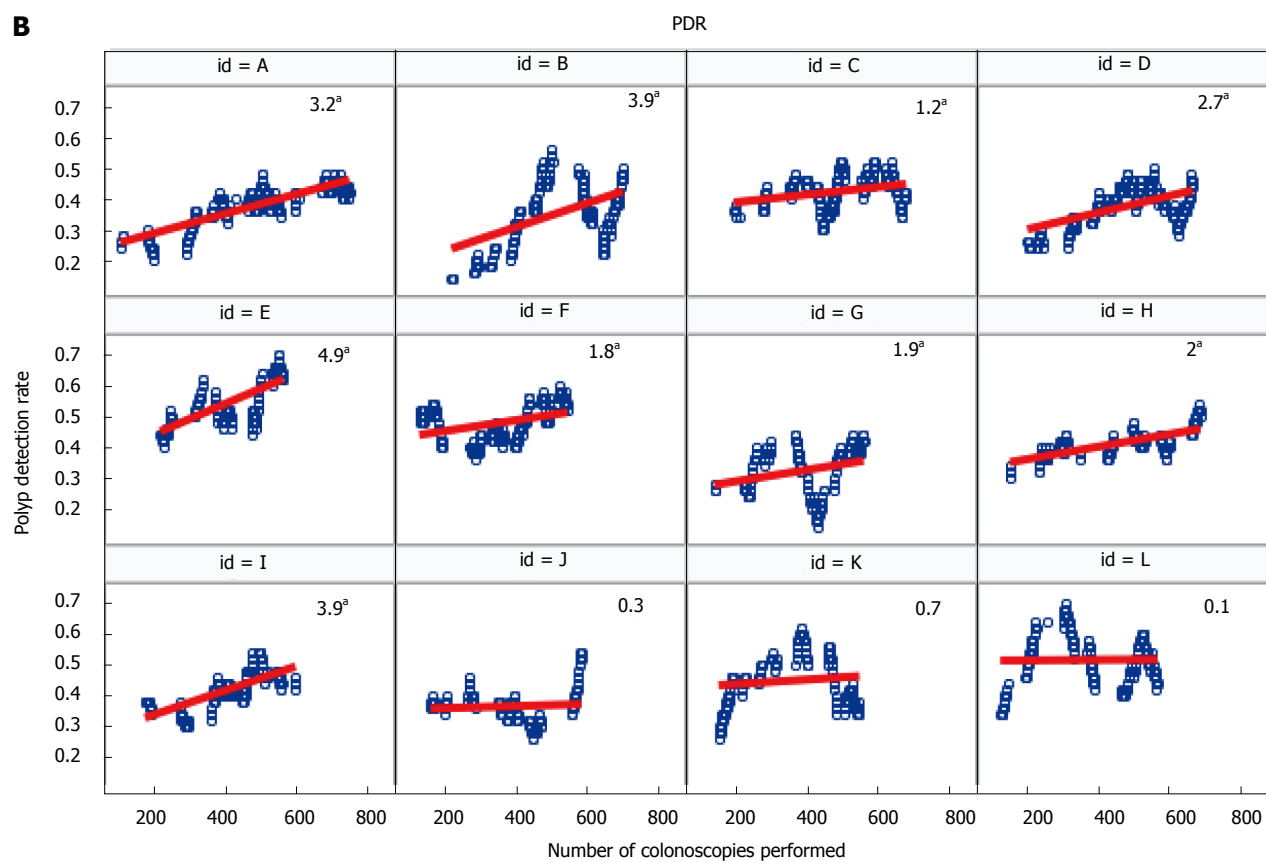 B
PDR
id = A id = B id = C id = D
3.2a 3.9a 1.2a 2.7a
0.7
0.6
0.5
0.4
0.3
0.2
id = E id = F id = G id = H
4.9a 1.8a 1.9a 2a
0.7
0.6
0.5
0.4
0.3
0.2
Polyp detection rate
id = I id = J id = K id = L
3.9a 0.3 0.7 0.1
0.7
0.6
0.5
0.4
0.3
0.2
200 400 600 800 200 400 600 800 200 400 600 800 200 400 600 800
Number of colonoscopies performed